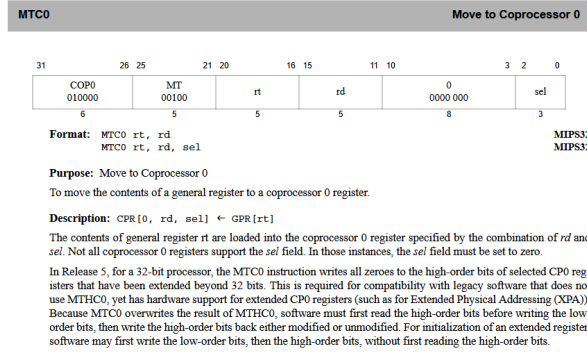 MTC0 Move to Coprocessor 0
31 26 25 21 20 16 15 11 10 3 2 0
COP0 MT rt rd 0 sel
010000 00100 0000 000
6 5 5 5 8 3
Format: MTC0 rt, rd MIPS32
MTC0 rt, rd, sel MIPS32
Purpose: Move to Coprocessor 0
To move the contents of a general register to a coprocessor 0 register.
Description: CPR[0, rd, sel] ← GPR[rt]
The contents of general register rt are loaded into the coprocessor 0 register specified by the combination of rd and
sel. Not all coprocessor 0 registers support the sel field. In those instances, the sel field must be set to zero.
In Release 5, for a 32-bit processor, the MTC0 instruction writes all zeroes to the high-order bits of selected CP0 reg
isters that have been extended beyond 32 bits. This is required for compatibility with legacy software that does no
use MTHC0, yet has hardware support for extended CP0 registers (such as for Extended Physical Addressing (XPA))
Because MTC0 overwrites the result of MTHC0, software must first read the high-order bits before writing the low-
order bits, then write the high-order bits back either modified or unmodified. For initialization of an extended register
software may first write the low-order bits, then the high-order bits, without first reading the high-order bits.